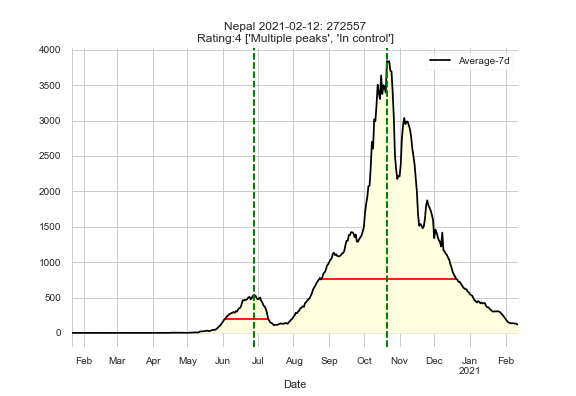 Nepal 2021-02-12: 272557
Rating:4 ['Multiple peaks', 'In control']
Average-7d
4000
3500
3000
2500
2000
1500
1000
500
0
Feb Mar Apr May Jun Jul Aug Sep Oct Nov Dec Jan Feb
2021
Date